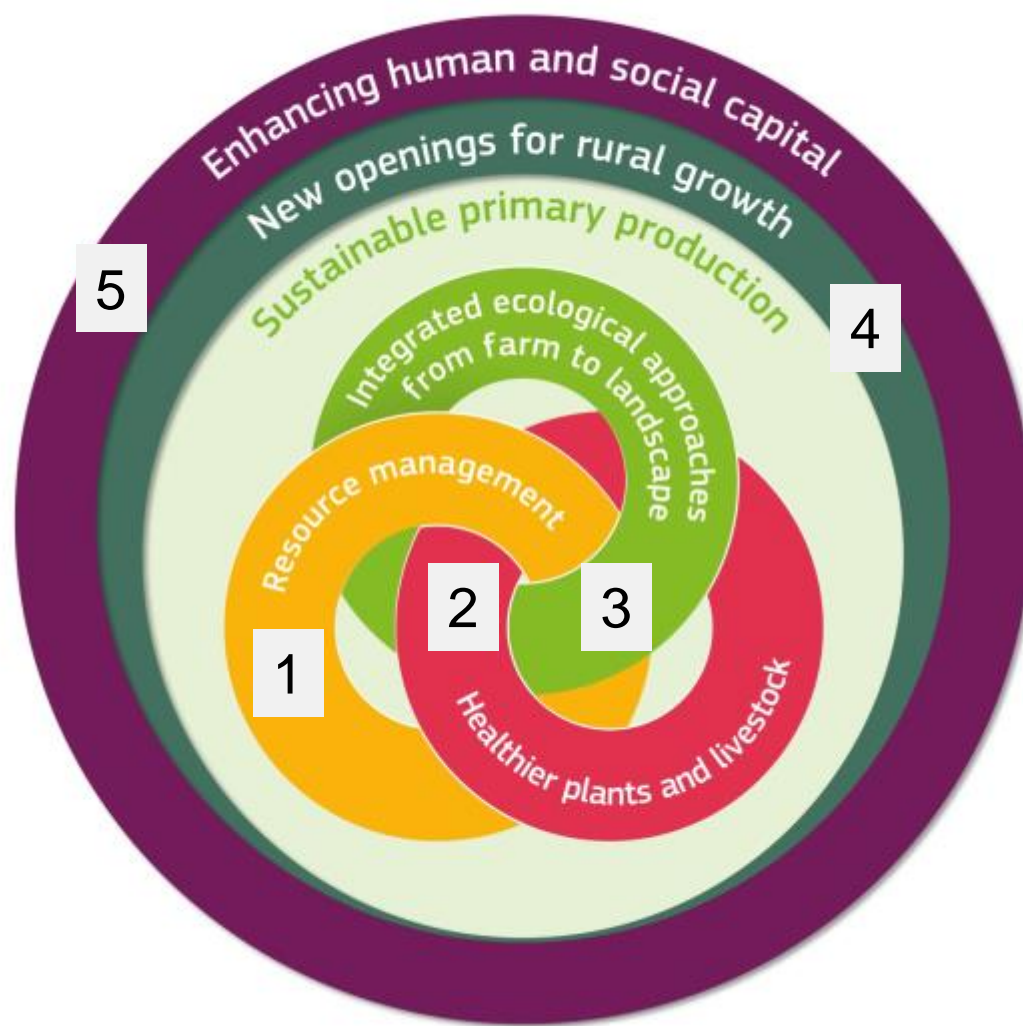 Enhancing human and social capital
New openings for rural growth
Sustainable primary production
Integrated ecological approaches
from farm to landscape
Resource management
Healthier plants and livestock
5
4
2
3
1